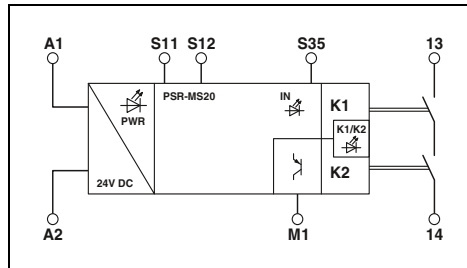 A1 S11 S12 S35 13
PSR-MS20 IN K1
PWR K1/K2
24V DC K2
A2 M1 14